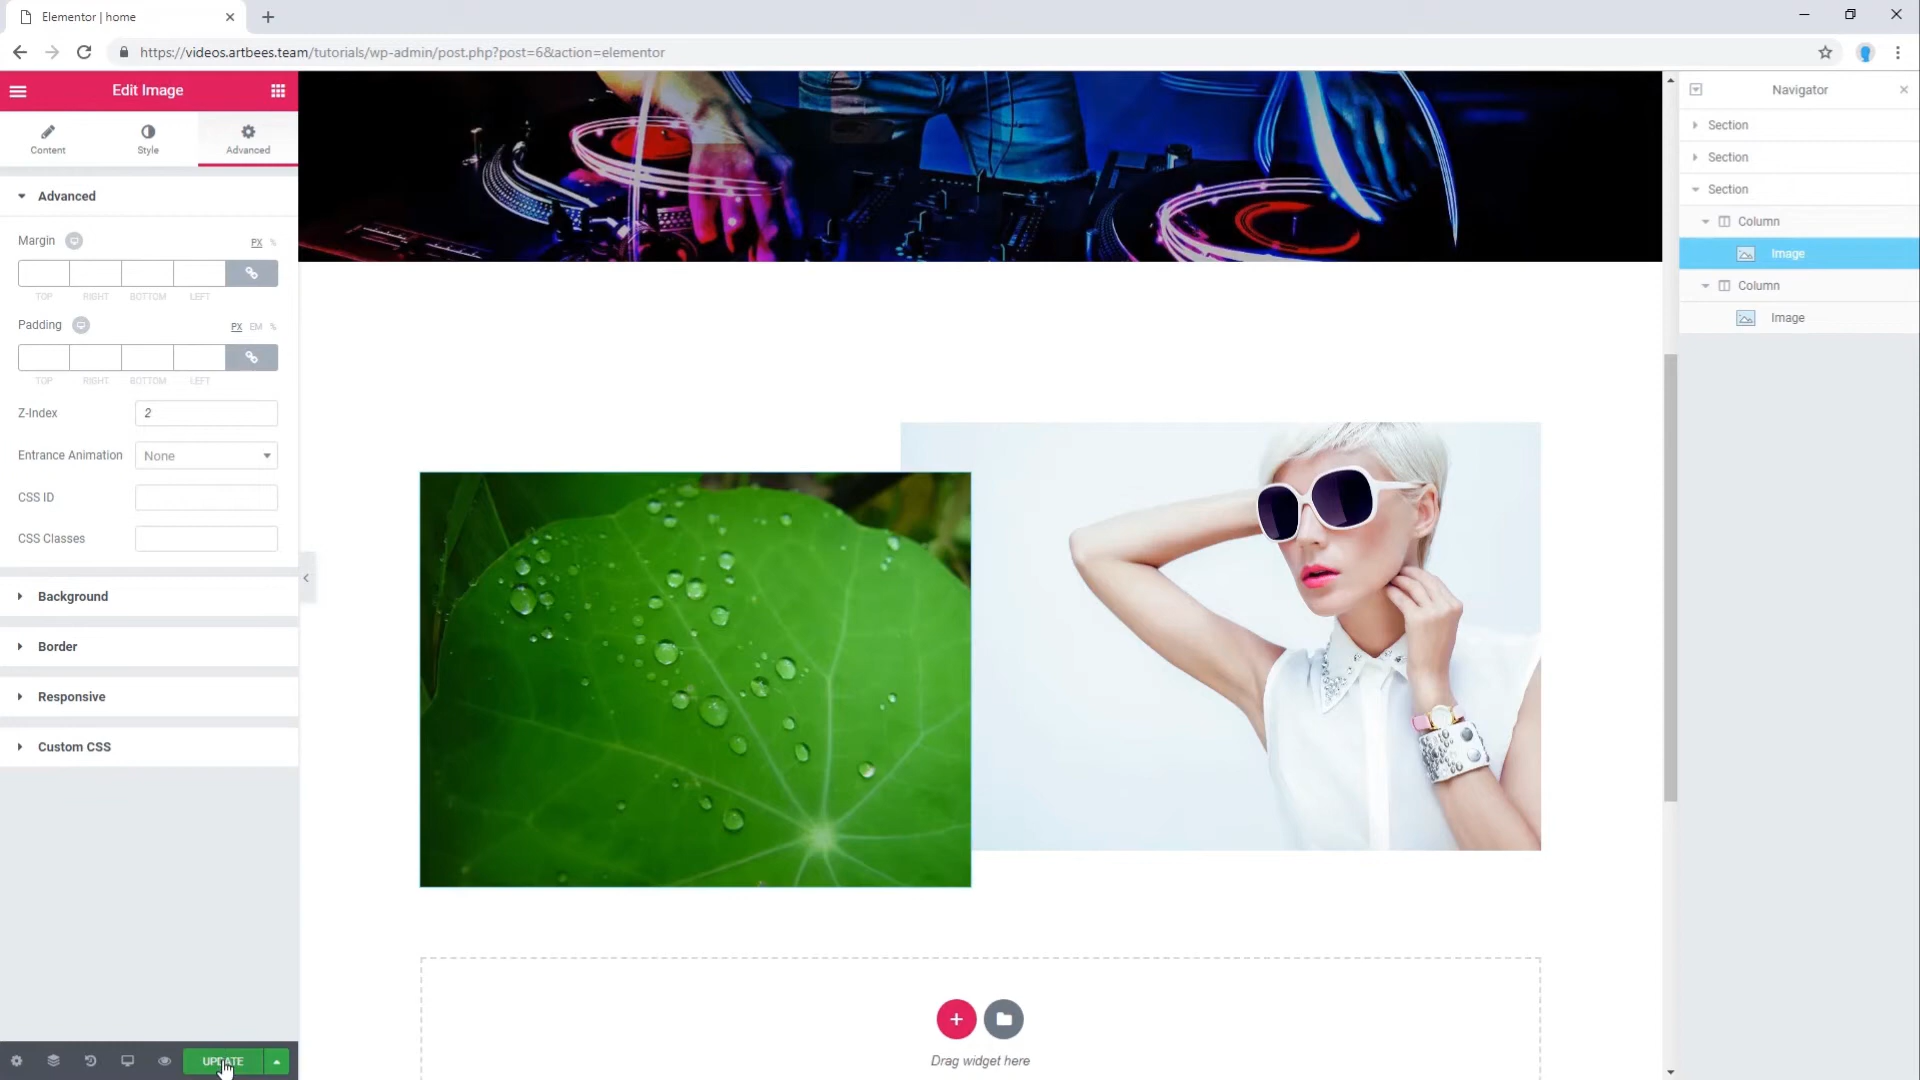 Elementor | home
https://videos.artbees.team/tutorials/wp-admin/post.php?post=6&action=elementor
Edit Image
Content
Style
Advanced
Advanced
Margin
PX %
TOP RIGHT BOTTOM LEFT
Padding
PX EM %
TOP RIGHT BOTTOM LEFT
Z-Index
2
Entrance Animation
None
CSS ID
CSS Classes
Background
Border
Responsive
Custom CSS
UPDATE
Drag widget here
Navigator
Section
Section
Section
Column
Image
Column
Image